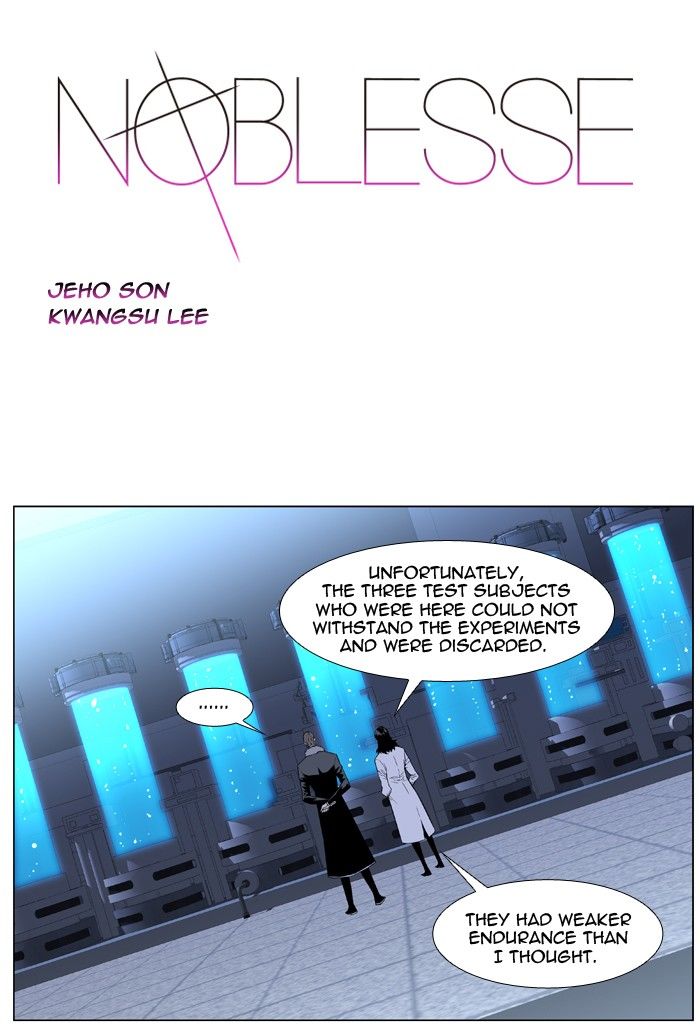 NOBLESSE
JEHO SON
KWANGSU LEE
UNFORTUNATELY,
THE THREE TEST SUBJECTS
WHO WERE HERE COULD NOT
WITHSTAND THE EXPERIMENTS
AND WERE DISCARDED.
......
THEY HAD WEAKER
ENDURANCE THAN
I THOUGHT.